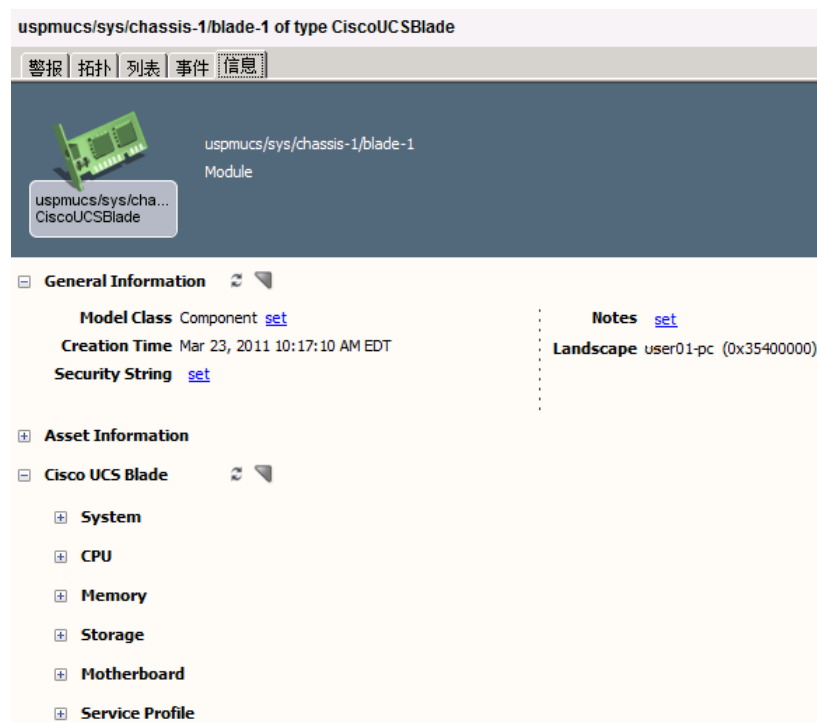 uspmucs/sys/chassis-1/blade-1 of type CiscoUCSBlade
警报 拓扑 列表 事件 信息
uspmucs/sys/chassis-1/blade-1
Module
uspmucs/sys/cha...
CiscoUCSBlade
General Information
Model Class Component set
Notes set
Creation Time Mar 23, 2011 10:17:10 AM EDT
Landscape user01-pc (0x35400000)
Security String set
Asset Information
Cisco UCS Blade
System
CPU
Memory
Storage
Motherboard
Service Profile